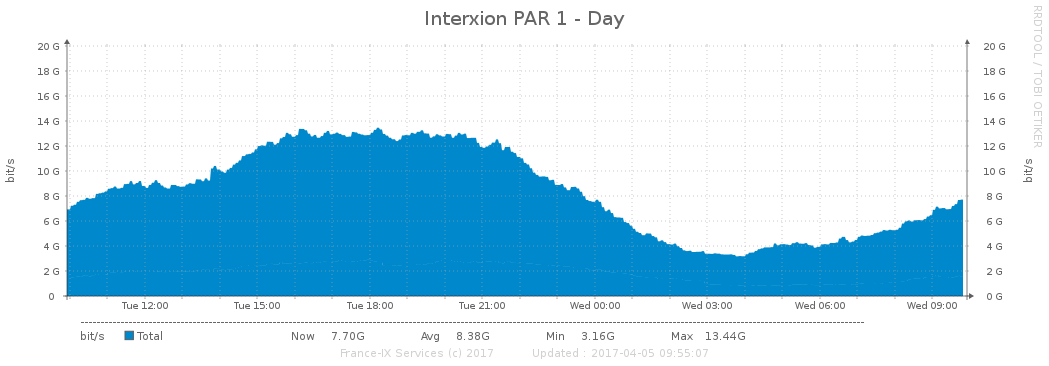 Interxion PAR 1 - Day
RRDTOOL / TOBI OETIKER
20 G 20 G
18 G 18 G
16 G 16 G
14 G 14 G
12 G 12 G
10 G 10 G
8 G 8 G
6 G 6 G
4 G 4 G
2 G 2 G
0 0 G
bit/s
bit/s
Tue 12:00 Tue 15:00 Tue 18:00 Tue 21:00 Wed 00:00 Wed 03:00 Wed 06:00 Wed 09:00
bit/s Total Now 7.70G Avg 8.38G Min 3.16G Max 13.44G
France-IX Services (c) 2017 Updated : 2017-04-05 09:55:07